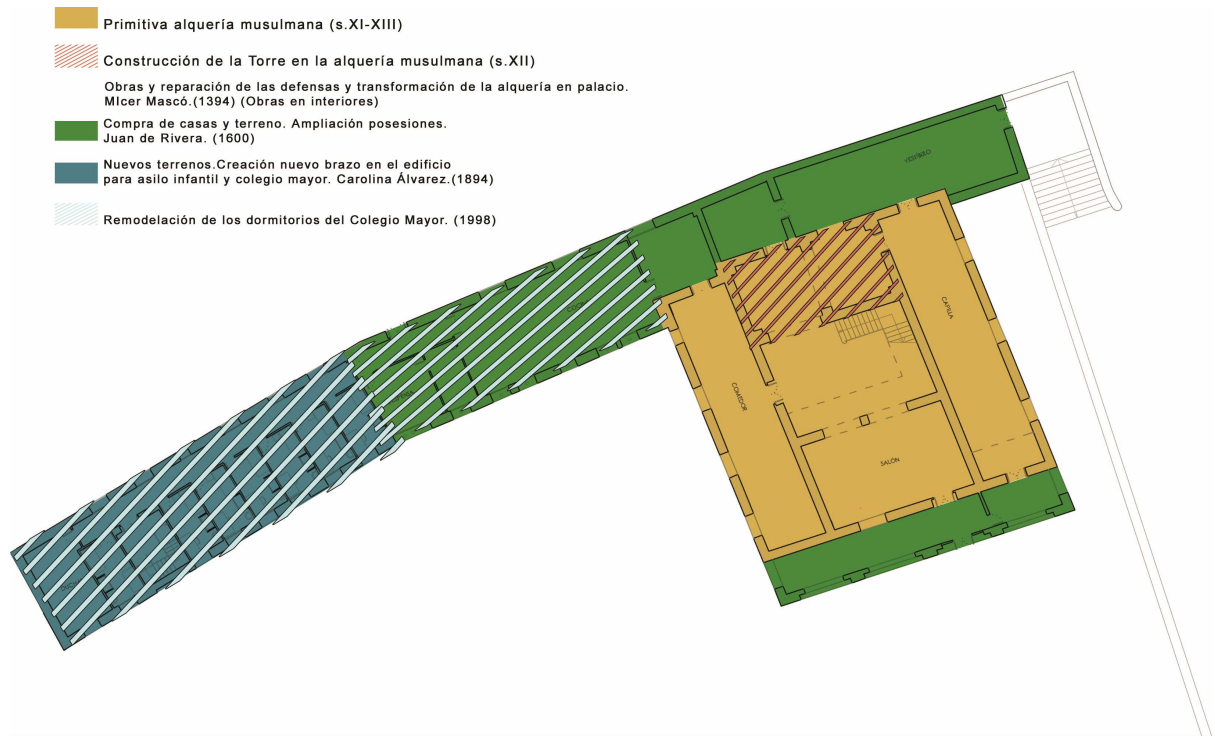 Primitiva alquería musulmana (s.XI-XIII)
Construcción de la Torre en la alquería musulmana (s.XII)
Obras y reparación de las defensas y transformación de la alquería en palacio.
MIcer Mascó.(1394) (Obras en interiores)
Compra de casas y terreno. Ampliación posesiones.
Juan de Rivera. (1600)
Nuevos terrenos.Creación nuevo brazo en el edificio
para asilo infantil y colegio mayor. Carolina Álvarez.(1894)
Remodelación de los dormitorios del Colegio Mayor. (1998)
VESTÍBULO
CAPILLA
COMEDOR
SALÓN